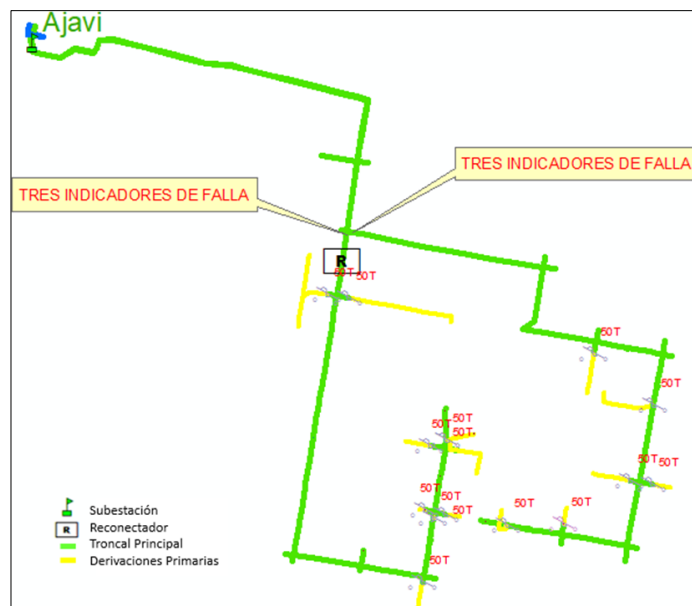 Ajavi
TRES INDICADORES DE FALLA
TRES INDICADORES DE FALLA
R
50T 50T
50T
50T
50T
50T 50T
50T
50T 50T
50T
50T
50T
50T
50T
50T
50T
Subestación
R Reconectador
Troncal Principal
Derivaciones Primarias